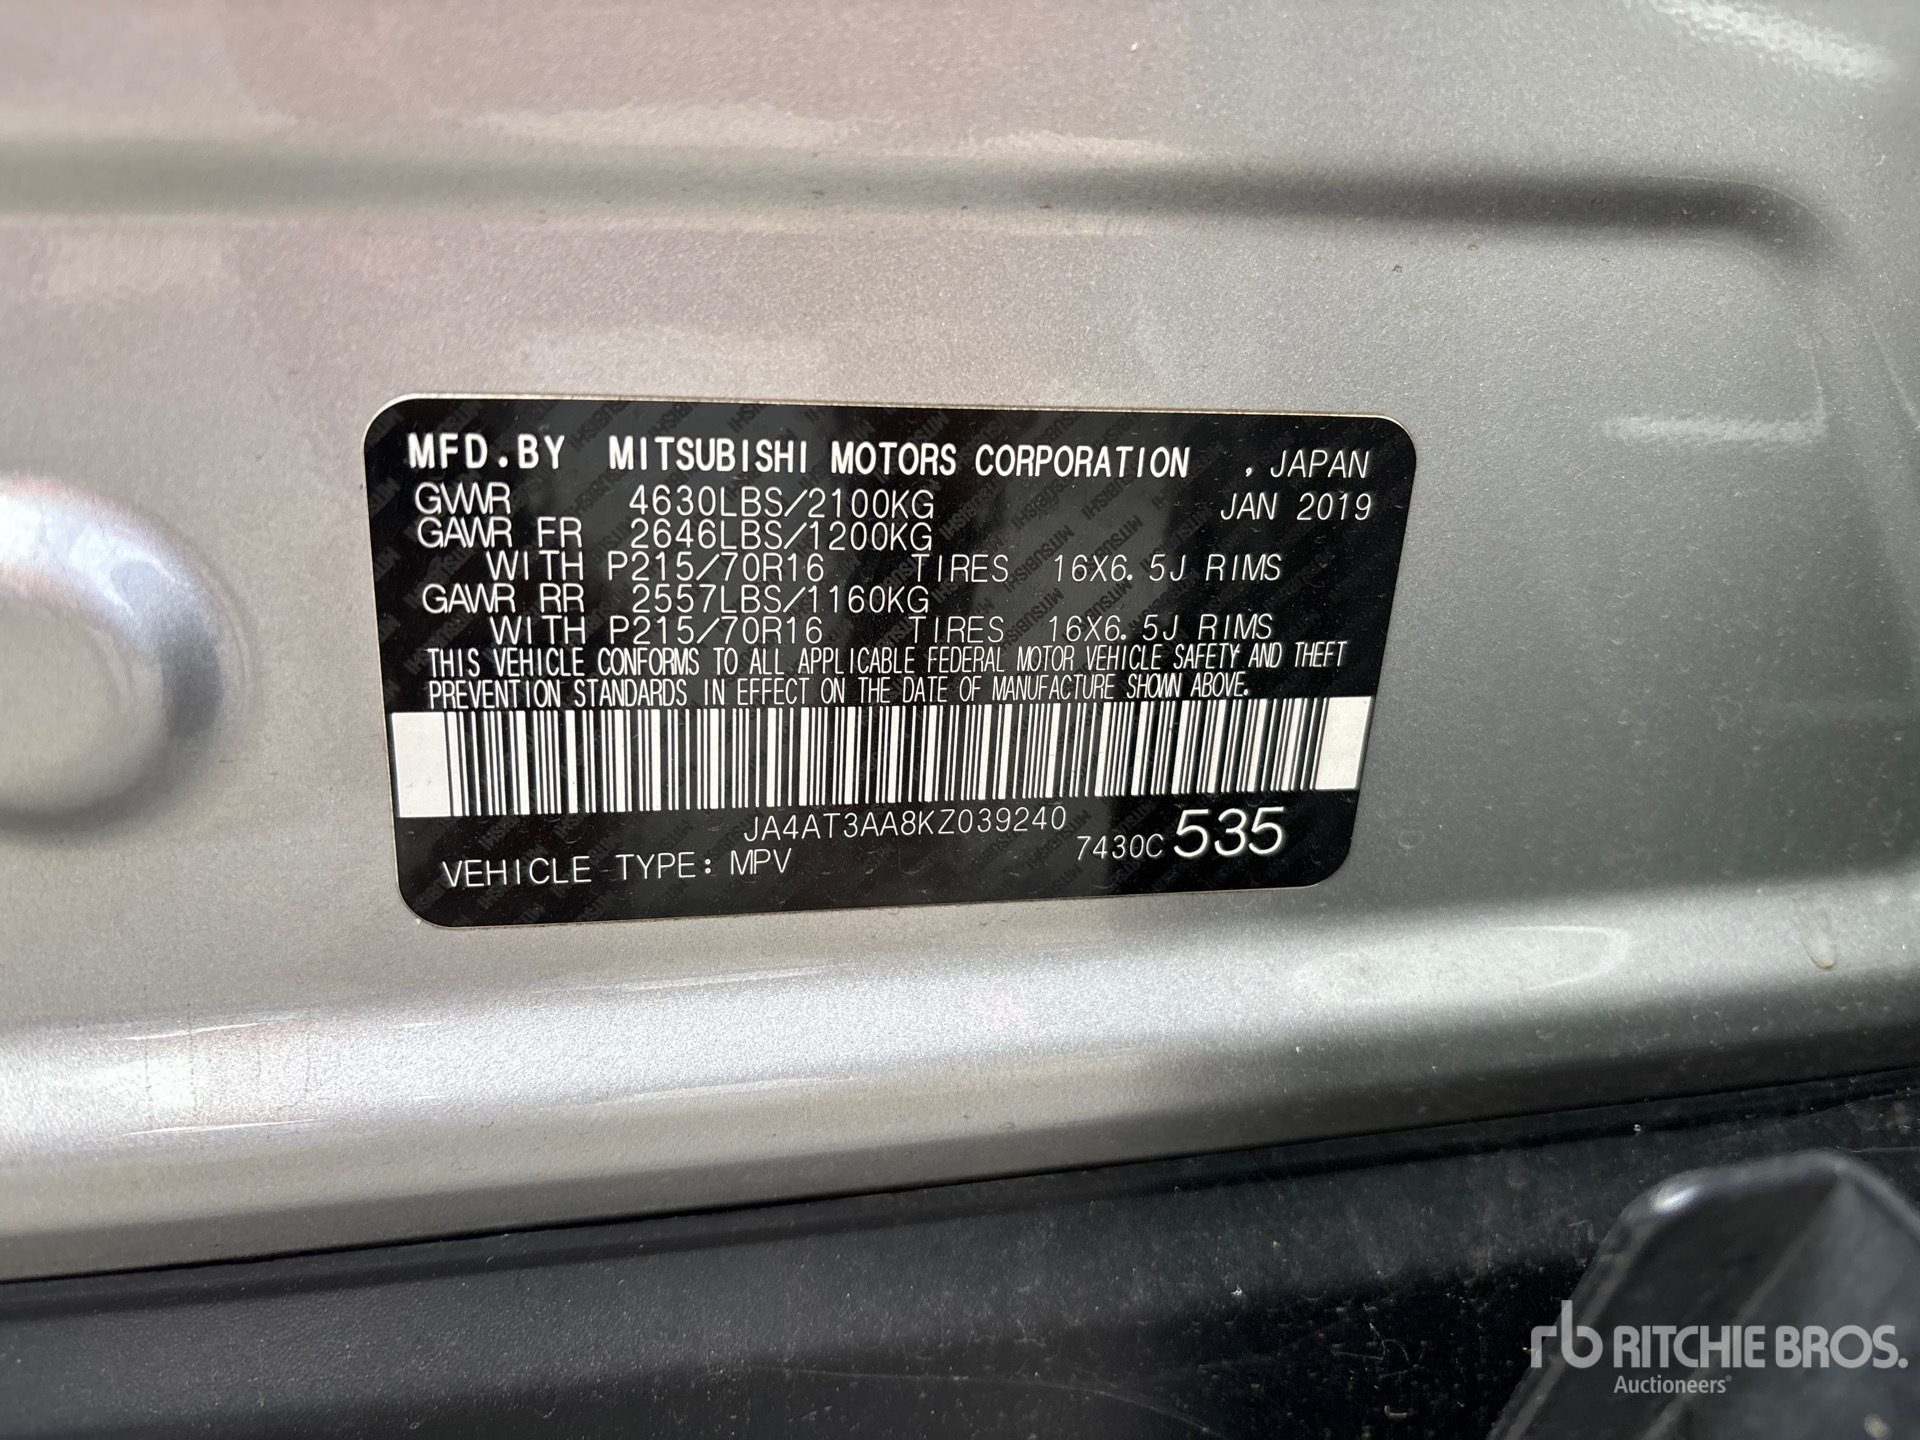 MFD.BY MITSUBISHI MOTORS CORPORATION , JAPAN
GVWR 4630LBS/2100KG JAN 2019
GAWR FR 2646LBS/1200KG
WITH P215/70R16 TIRES 16X6.5J RIMS
GAWR RR 2557LBS/1160KG
WITH P215/70R16 TIRES 16X6.5J RIMS
THIS VEHICLE CONFORMS TO ALL APPLICABLE FEDERAL MOTOR VEHICLE SAFETY AND THEFT
PREVENTION STANDARDS IN EFFECT ON THE DATE OF MANUFACTURE SHOWN ABOVE.
JA4AT3AA8KZ039240
7430C 535
VEHICLE TYPE: MPV
rb RITCHIE BROS.
Auctioneers®